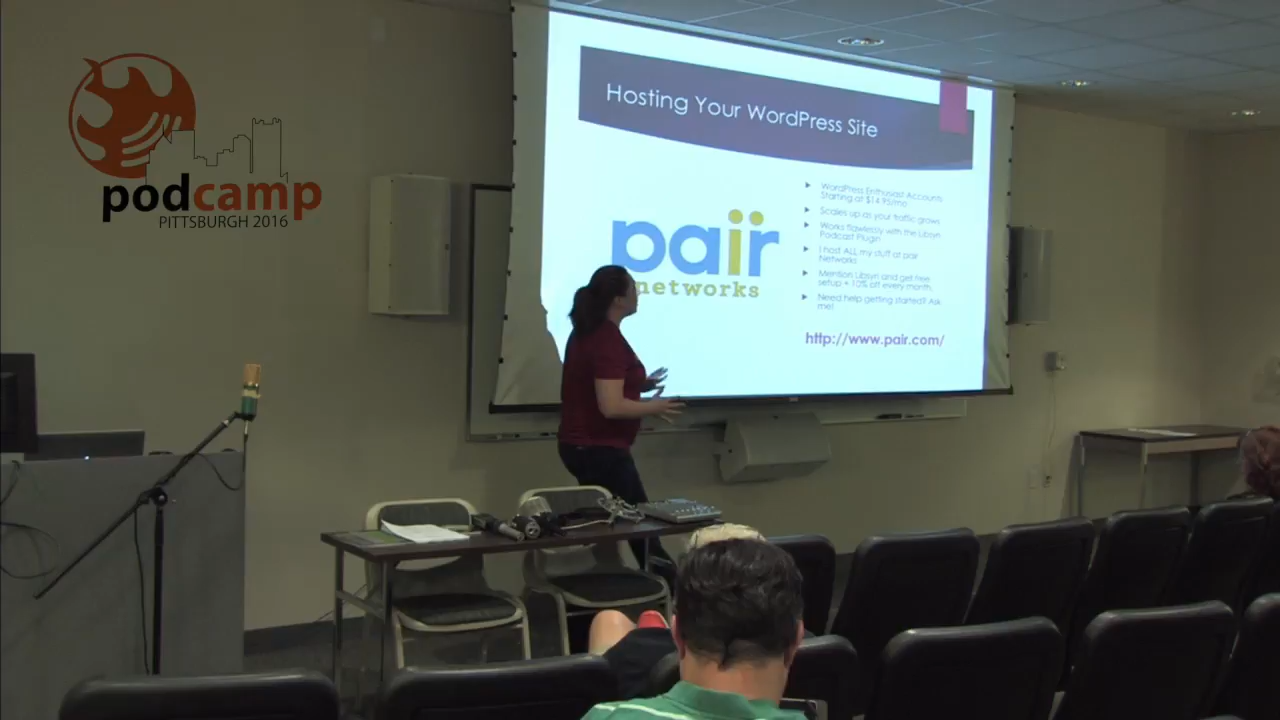 podcamp
PITTSBURGH 2016
Hosting Your WordPress Site
pair
networks
WordPress Enthusiast Accounts
Starting at $14.95/mo
Scales up as your traffic grows
Works flawlessly with the Libsyn
Podcast Plugin
I host ALL my stuff at pair
Networks
Mention Libsyn and get free
setup + 10% off every month.
Need help getting started? Ask
me!
http://www.pair.com/